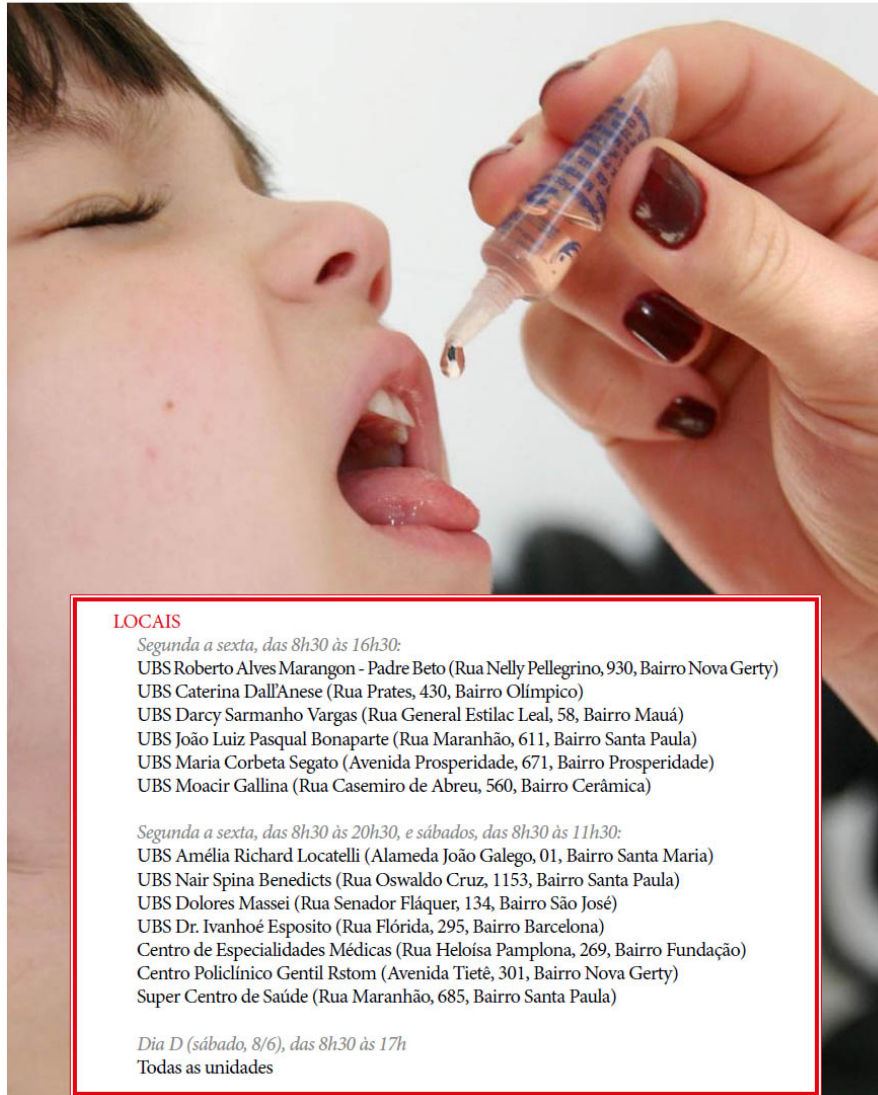 LOCAIS
Segunda a sexta, das 8h30 às 16h30:
UBS Roberto Alves Marangon - Padre Beto (Rua Nelly Pellegrino, 930, Bairro Nova Gerty)
UBS Caterina Dall'Anese (Rua Prates, 430, Bairro Olímpico)
UBS Darcy Sarmanho Vargas (Rua General Estilac Leal, 58, Bairro Mauá)
UBS João Luiz Pasqual Bonaparte (Rua Maranhão, 611, Bairro Santa Paula)
UBS Maria Corbeta Segato (Avenida Prosperidade, 671, Bairro Prosperidade)
UBS Moacir Gallina (Rua Casemiro de Abreu, 560, Bairro Cerâmica)
Segunda a sexta, das 8h30 às 20h30, e sábados, das 8h30 às 11h30:
UBS Amélia Richard Locatelli (Alameda João Galego, 01, Bairro Santa Maria)
UBS Nair Spina Benedicts (Rua Oswaldo Cruz, 1153, Bairro Santa Paula)
UBS Dolores Massei (Rua Senador Fláquer, 134, Bairro São José)
UBS Dr. Ivanhoé Esposito (Rua Flórida, 295, Bairro Barcelona)
Centro de Especialidades Médicas (Rua Heloísa Pamplona, 269, Bairro Fundação)
Centro Policlínico Gentil Rstom (Avenida Tietê, 301, Bairro Nova Gerty)
Super Centro de Saúde (Rua Maranhão, 685, Bairro Santa Paula)
Dia D (sábado, 8/6), das 8h30 às 17h
Todas as unidades